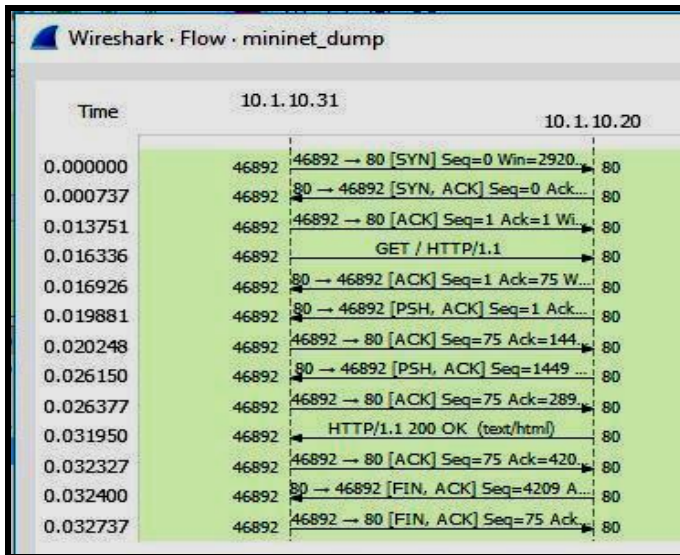 Wireshark · Flow · mininet_dump
Time 10.1.10.31 10.1.10.20
0.000000 46892 46892 → 80 [SYN] Seq=0 Win=2920... 80
0.000737 46892 80 → 46892 [SYN, ACK] Seq=0 Ack... 80
0.013751 46892 46892 → 80 [ACK] Seq=1 Ack=1 Wi... 80
0.016336 46892 GET / HTTP/1.1 80
0.016926 46892 80 → 46892 [ACK] Seq=1 Ack=75 W... 80
0.019881 46892 80 → 46892 [PSH, ACK] Seq=1 Ack... 80
0.020248 46892 46892 → 80 [ACK] Seq=75 Ack=144... 80
0.026150 46892 80 → 46892 [PSH, ACK] Seq=1449 ... 80
0.026377 46892 46892 → 80 [ACK] Seq=75 Ack=289... 80
0.031950 46892 HTTP/1.1 200 OK (text/html) 80
0.032327 46892 46892 → 80 [ACK] Seq=75 Ack=420... 80
0.032400 46892 80 → 46892 [FIN, ACK] Seq=4209 A... 80
0.032737 46892 46892 → 80 [FIN, ACK] Seq=75 Ack... 80